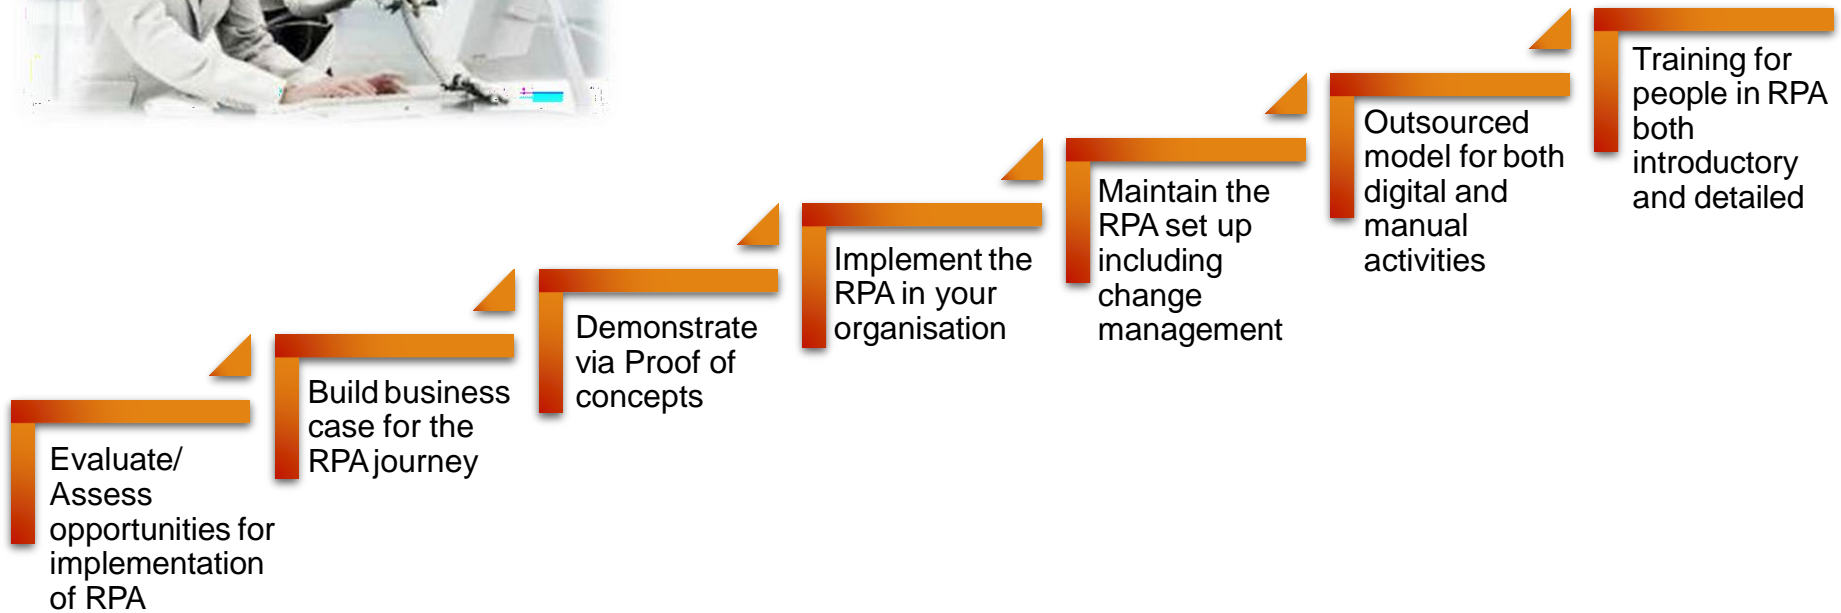 Evaluate/
Assess
opportunities for
implementation
of RPA
Build business
case for the
RPA journey
Demonstrate
via Proof of
concepts
Implement the
RPA in your
organisation
Maintain the
RPA set up
including
change
management
Outsourced
model for both
digital and
manual
activities
Training for
people in RPA
both
introductory
and detailed